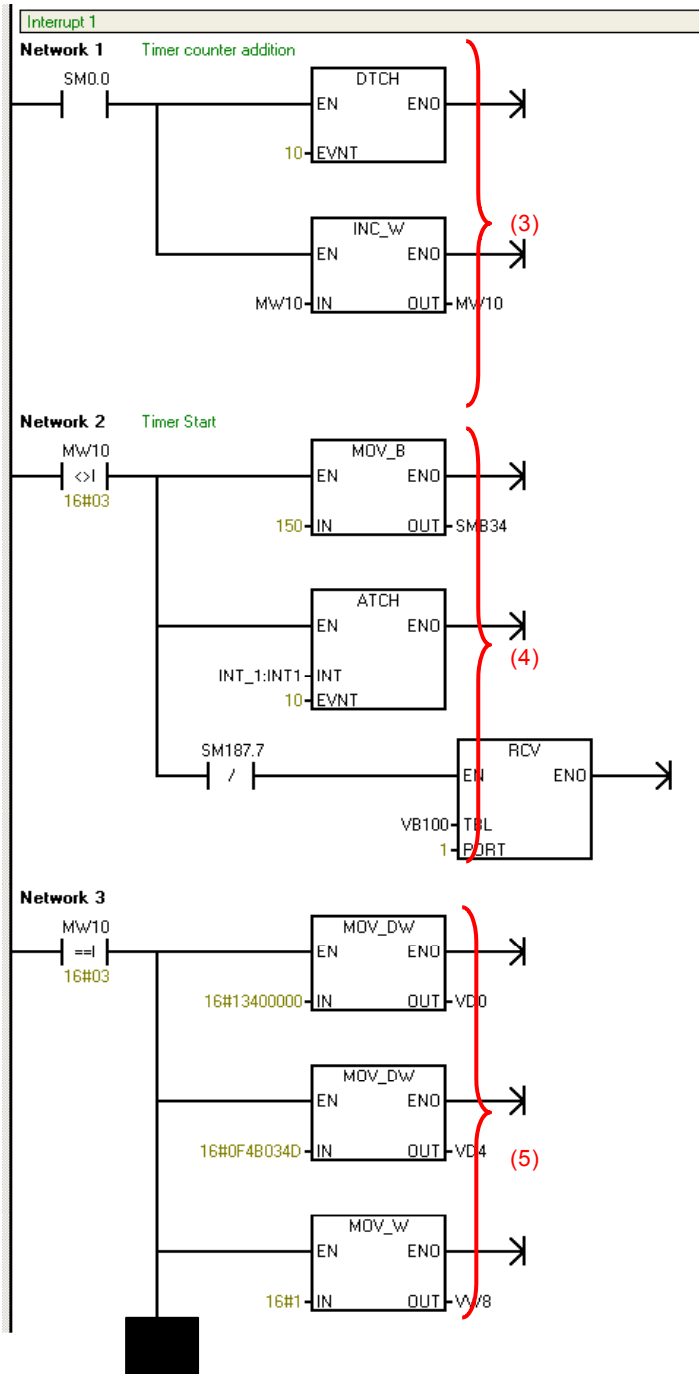 Interrupt 1
Network 1 Timer counter addition
SM0.0
DTCH
EN ENO
10 EVNT
INC_W
EN ENO
MW10 IN OUT MW10
(3)
Network 2 Timer Start
MW10
<>I
16#03
MOV_B
EN ENO
150 IN OUT SMB34
ATCH
EN ENO
INT_1:INT1 INT
10 EVNT
(4)
SM187.7
/
RCV
EN ENO
VB100 TBL
1 PORT
Network 3
MW10
==I
16#03
MOV_DW
EN ENO
16#13400000 IN OUT VD0
MOV_DW
EN ENO
16#0F4B034D IN OUT VD4
(5)
MOV_W
EN ENO
16#1 IN OUT VW8